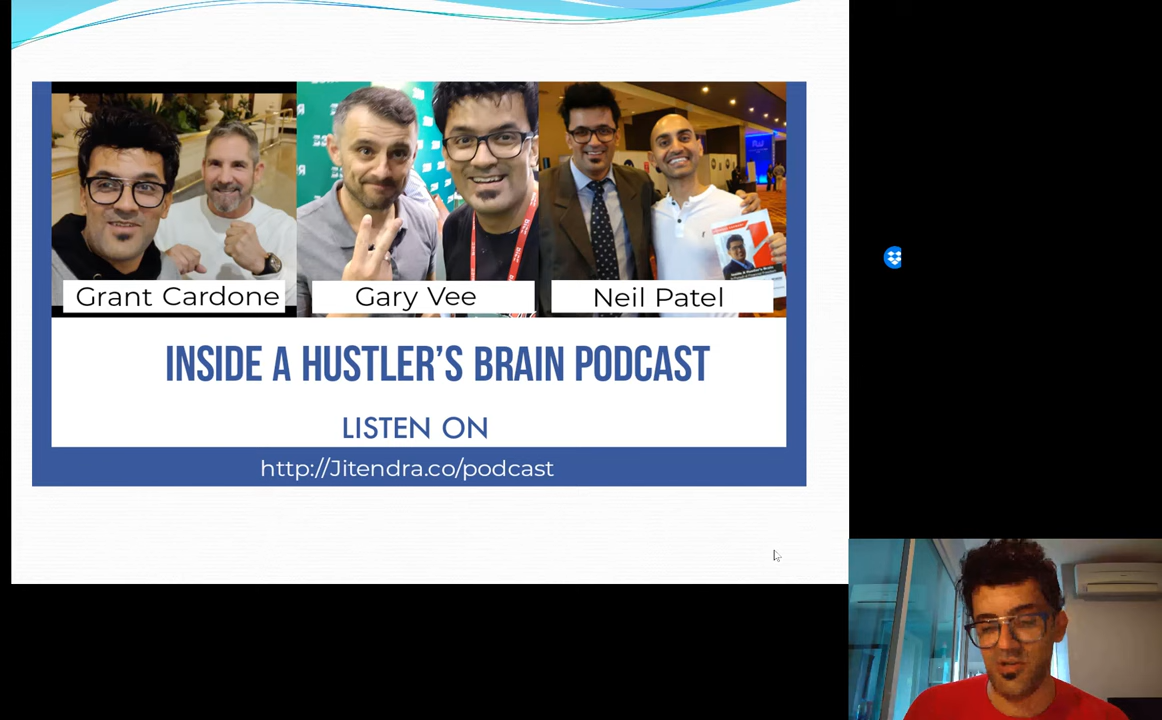 Grant Cardone
Gary Vee
Neil Patel
INSIDE A HUSTLER'S BRAIN PODCAST
LISTEN ON
http://Jitendra.co/podcast